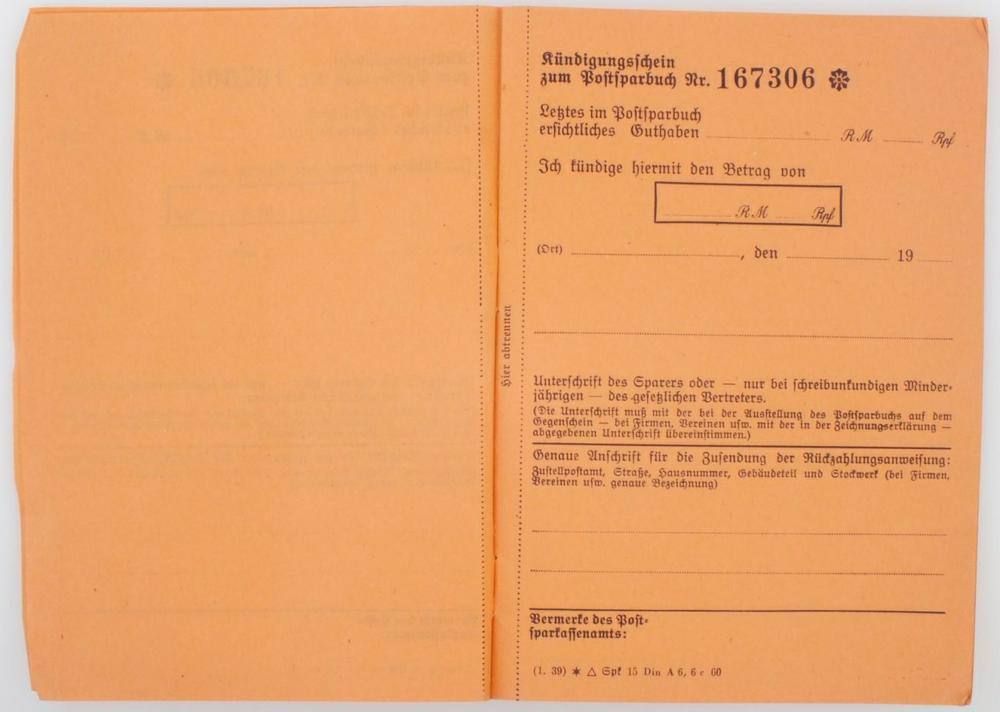 Kündigungsschein
zum Postsparbuch Nr. 167306
Letztes im Postsparbuch
ersichtliches Guthaben RM Rpf
Ich kündige hiermit den Betrag von
RM Rpf
(Ort) , den 19
Hier abtrennen
Unterschrift des Sparers oder — nur bei schreibunkundigen Minder-
jährigen — des gesetzlichen Vertreters.
(Die Unterschrift muß mit der bei der Ausstellung des Postsparbuchs auf dem
Gegenschein — bei Firmen, Vereinen usw. mit der in der Zeichnungserklärung —
abgegebenen Unterschrift übereinstimmen.)
Genaue Anschrift für die Zusendung der Rückzahlungsanweisung:
Zustellpostamt, Straße, Hausnummer, Gebäudeteil und Stockwerk (bei Firmen,
Vereinen usw. genaue Bezeichnung)
Vermerke des Post-
sparkassenamts:
(1. 39) ✶ △ Spk 15 Din A 6, 6 c 60